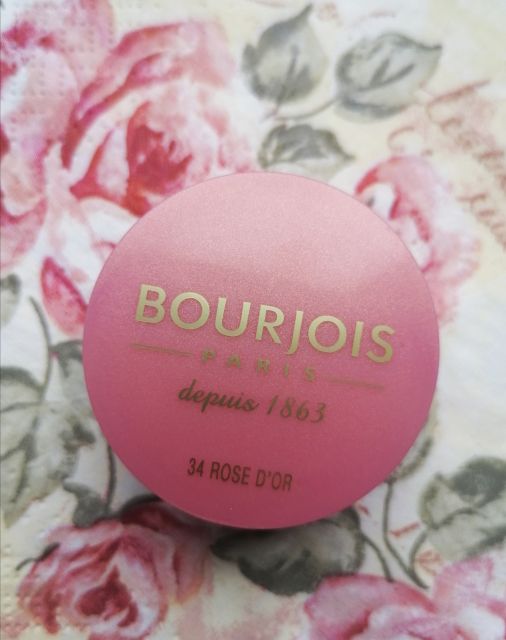 BOURJOIS
PARIS
depuis 1863
34 ROSE D'OR